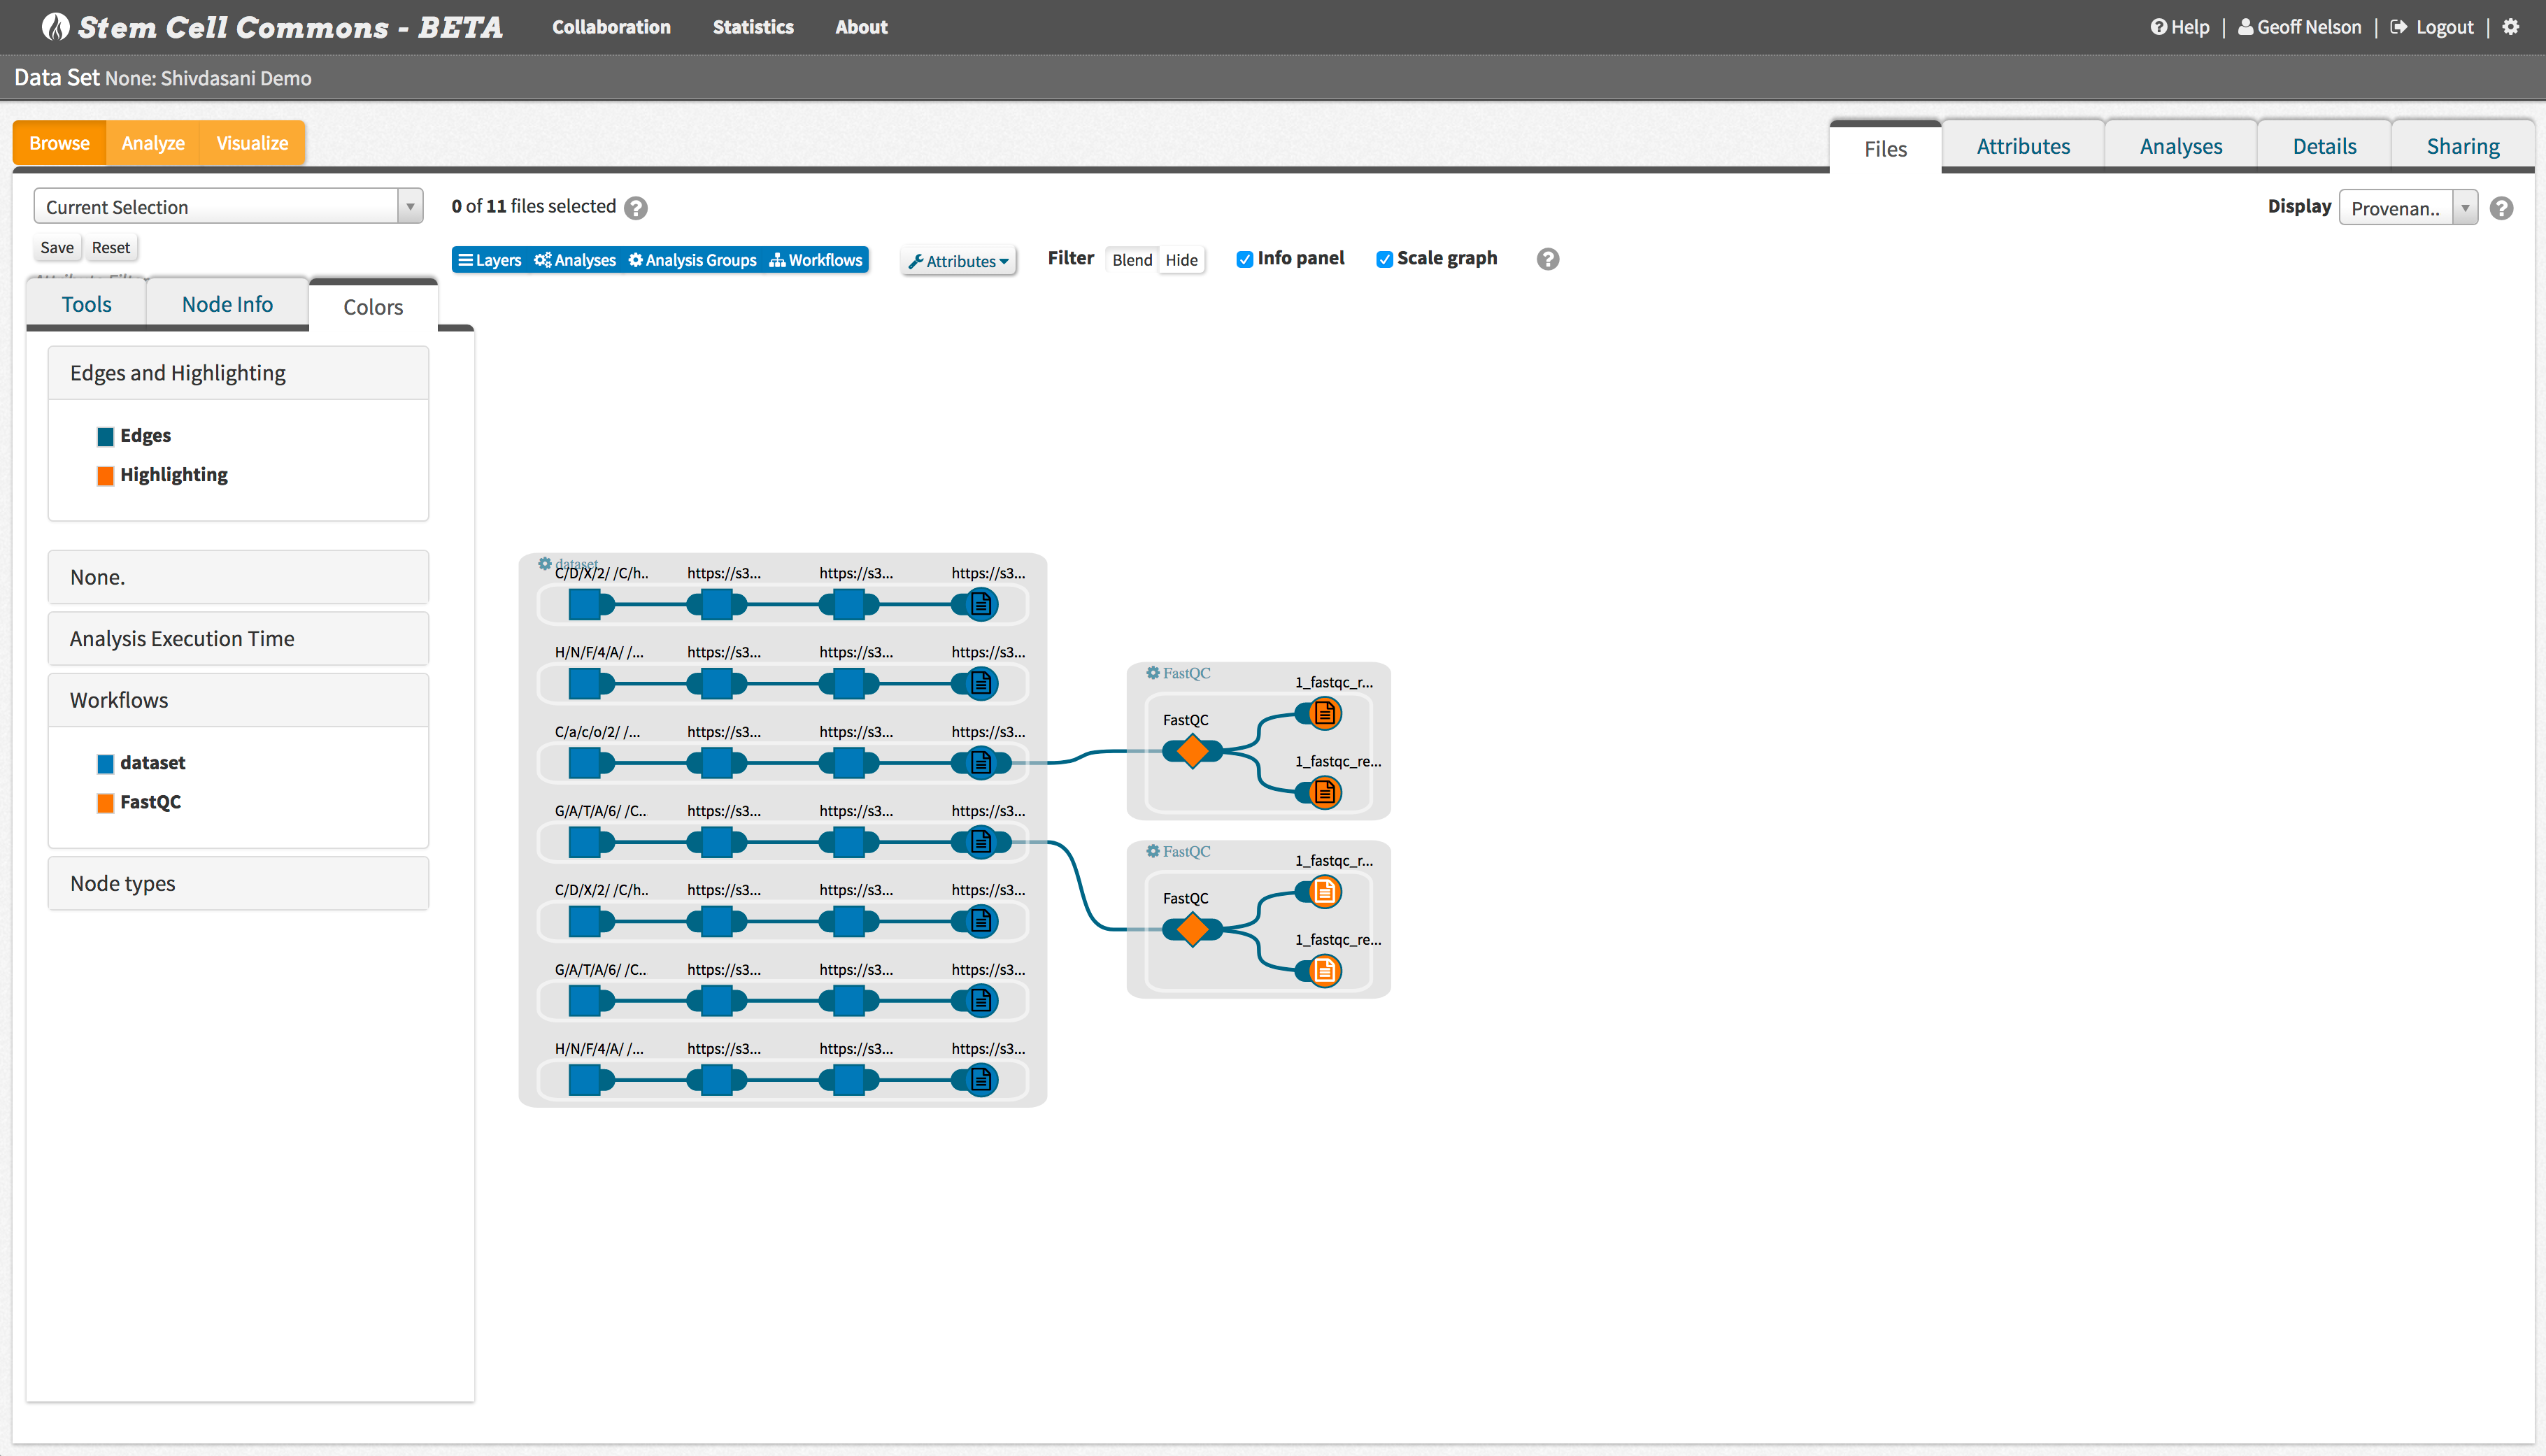 Stem Cell Commons - BETA Collaboration Statistics About Help | Geoff Nelson | Logout |
Data Set None: Shivdasani Demo
Browse Analyze Visualize Files Attributes Analyses Details Sharing
Current Selection 0 of 11 files selected Display Provenan..
Save Reset
Layers Analyses Analysis Groups Workflows Attributes Filter Blend Hide Info panel Scale graph
Tools Node Info Colors
Edges and Highlighting
Edges
Highlighting
None.
Analysis Execution Time
Workflows
dataset
FastQC
Node types
dataset
C/D/X/2/ /C/h.. https://s3... https://s3... https://s3...
H/N/F/4/A/ /... https://s3... https://s3... https://s3...
C/a/c/o/2/ /... https://s3... https://s3... https://s3...
G/A/T/A/6/ /C.. https://s3... https://s3... https://s3...
C/D/X/2/ /C/h.. https://s3... https://s3... https://s3...
G/A/T/A/6/ /C.. https://s3... https://s3... https://s3...
H/N/F/4/A/ /... https://s3... https://s3... https://s3...
FastQC
1_fastqc_r...
FastQC
1_fastqc_re...
FastQC
1_fastqc_r...
FastQC
1_fastqc_re...